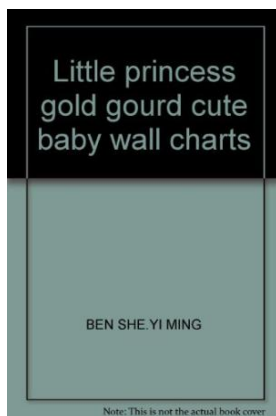 Little princess
gold gourd cute
baby wall charts
BEN SHE.YI MING
Note: This is not the actual book cover